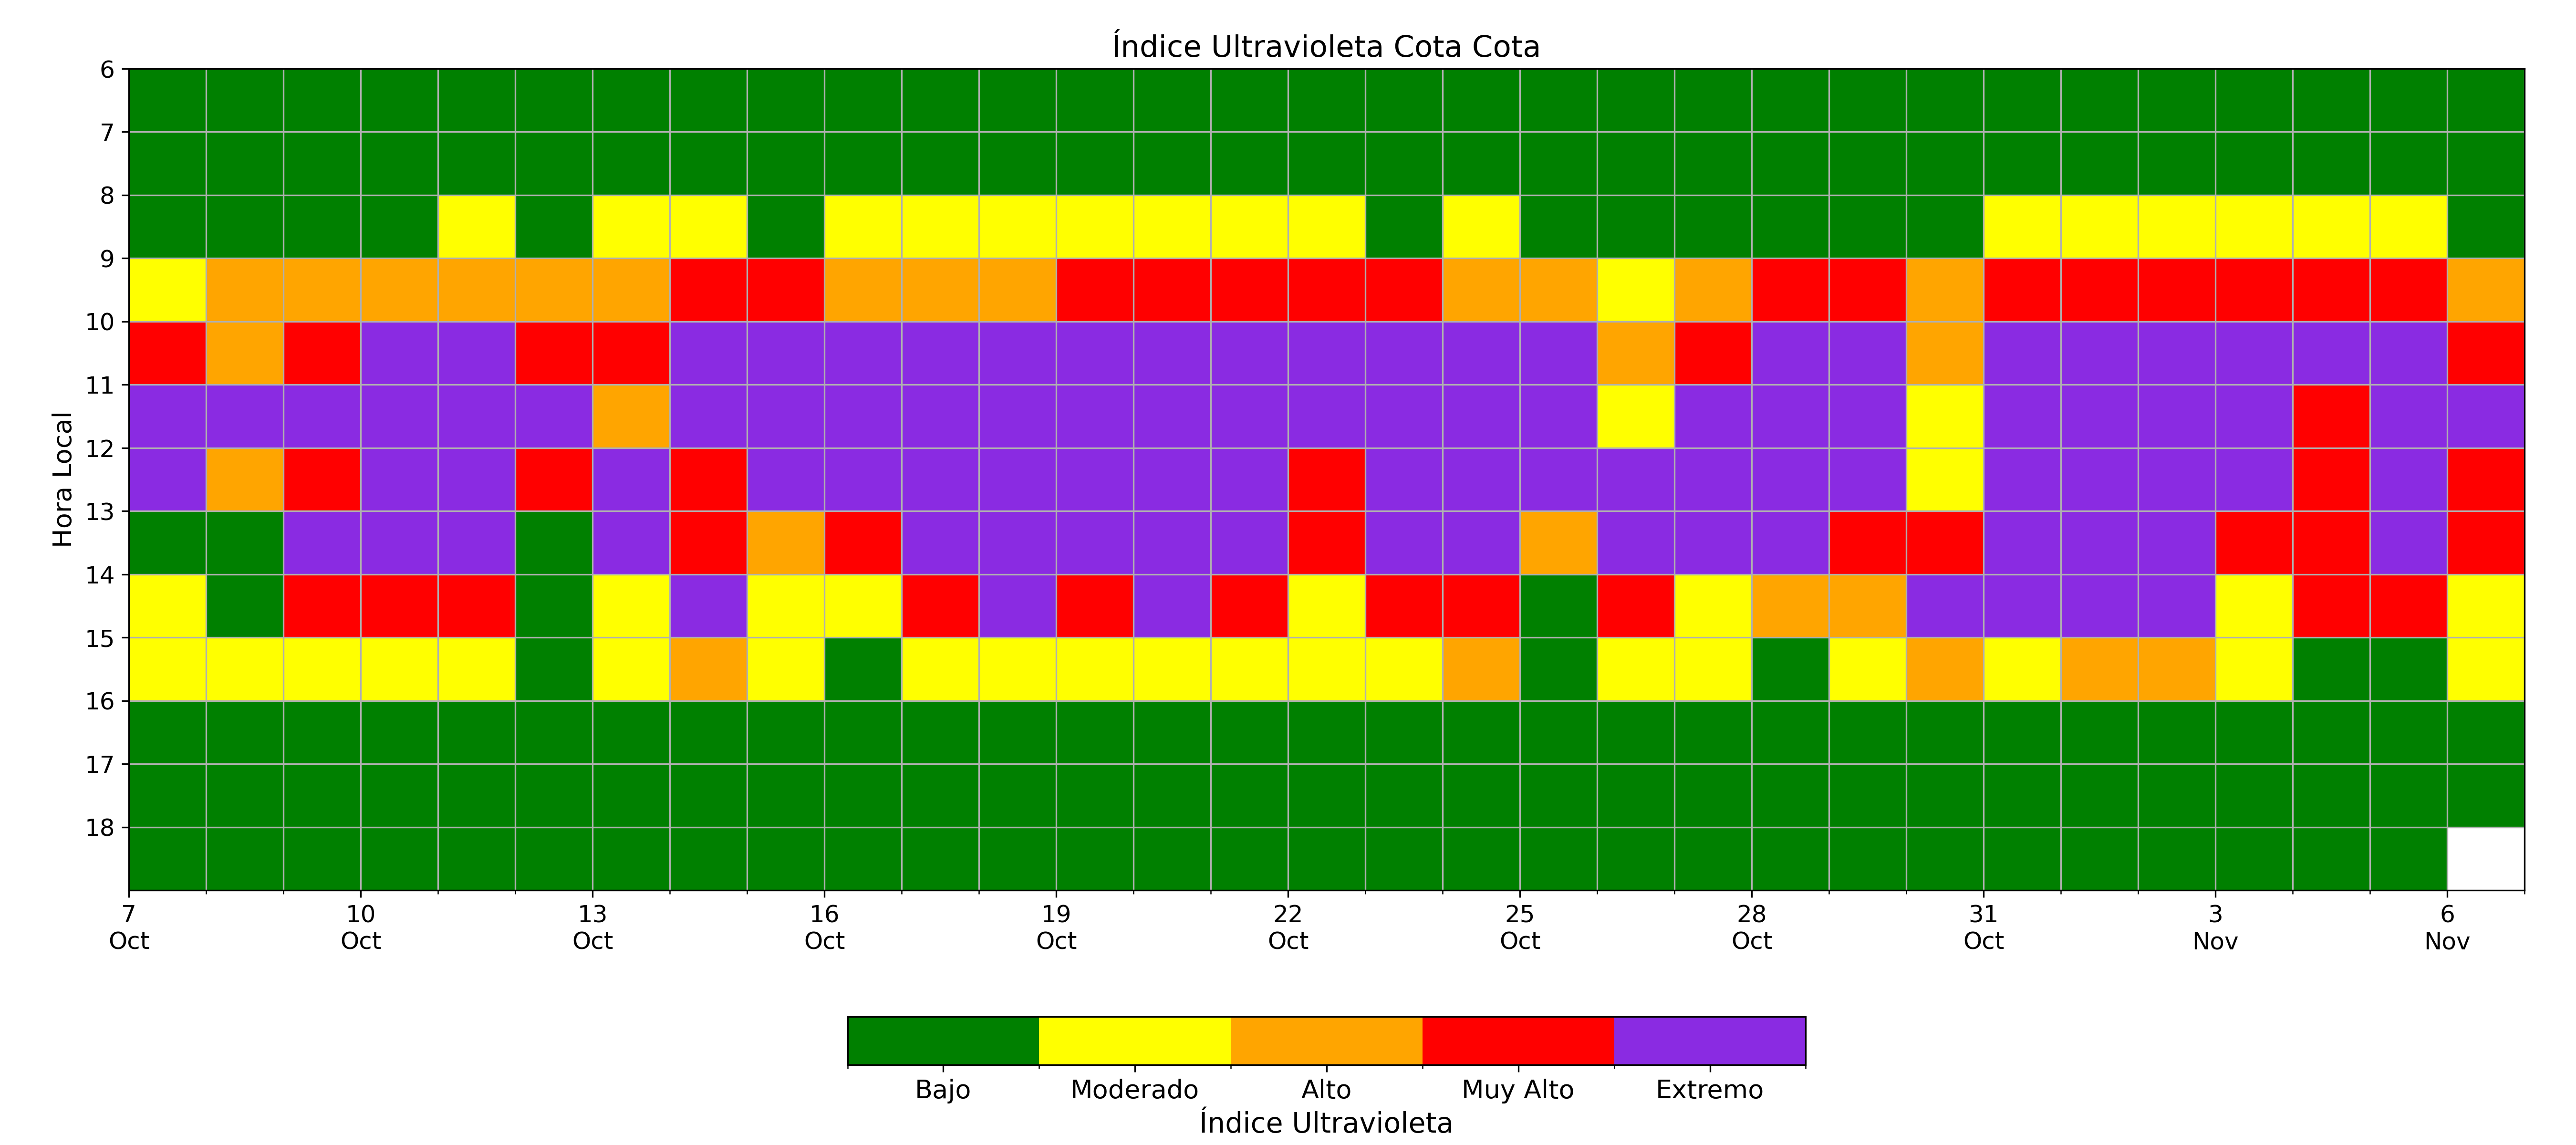 Índice Ultravioleta Cota Cota
Hora Local
6
7
8
9
10
11
12
13
14
15
16
17
18
7 10 13 16 19 22 25 28 31 3 6
Oct Oct Oct Oct Oct Oct Oct Oct Oct Nov Nov
Bajo Moderado Alto Muy Alto Extremo
Índice Ultravioleta